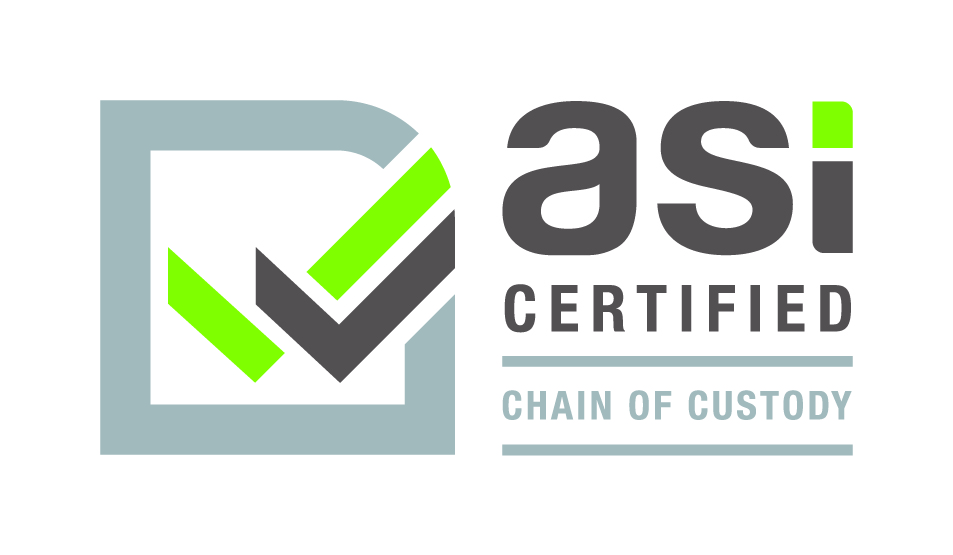 asi
CERTIFIED
CHAIN OF CUSTODY